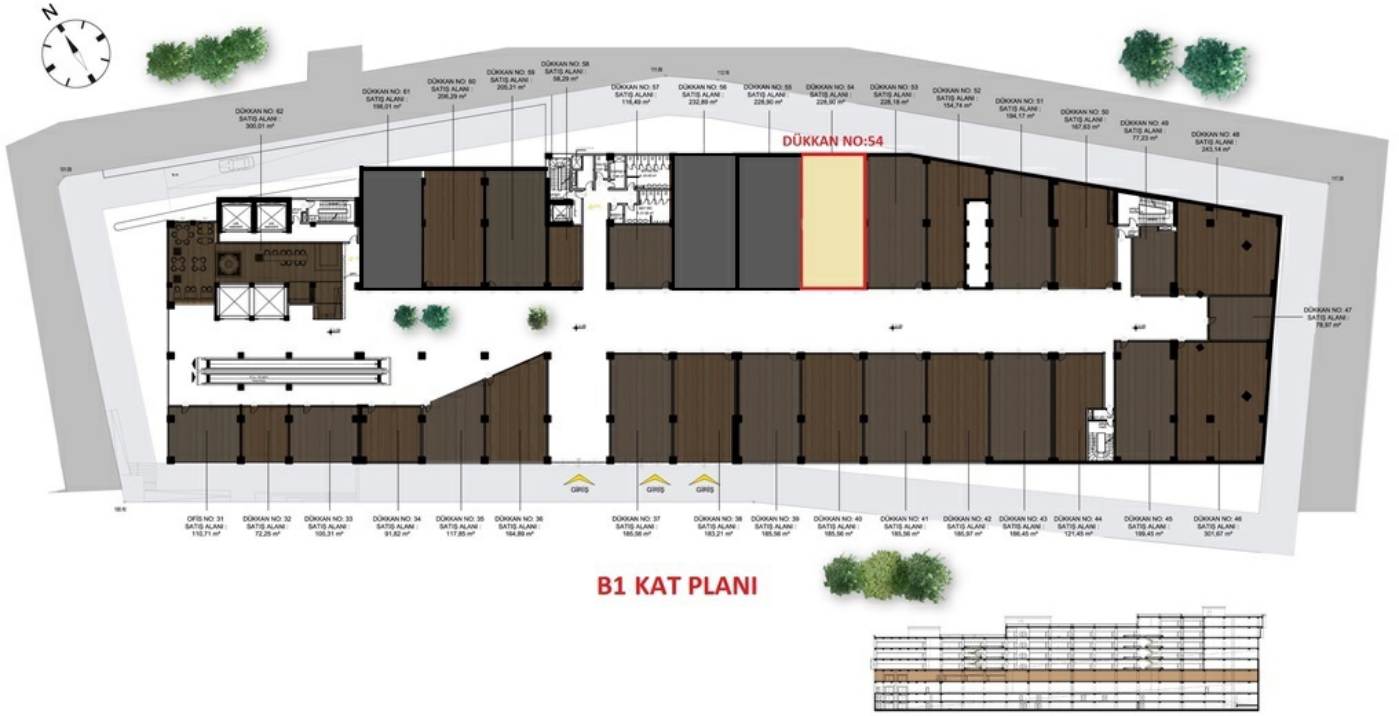 N
DÜKKAN NO: 58
SATIŞ ALANI :
58,29 m²
DÜKKAN NO: 59
SATIŞ ALANI :
205,21 m²
DÜKKAN NO: 60
SATIŞ ALANI :
206,29 m²
DÜKKAN NO: 61
SATIŞ ALANI :
198,01 m²
DÜKKAN NO: 62
SATIŞ ALANI :
300,01 m²
DÜKKAN NO: 57
SATIŞ ALANI :
116,49 m²
DÜKKAN NO: 56
SATIŞ ALANI :
232,89 m²
DÜKKAN NO: 55
SATIŞ ALANI :
228,90 m²
DÜKKAN NO: 54
SATIŞ ALANI :
228,90 m²
DÜKKAN NO: 53
SATIŞ ALANI :
228,18 m²
DÜKKAN NO: 52
SATIŞ ALANI :
154,74 m²
DÜKKAN NO: 51
SATIŞ ALANI :
194,17 m²
DÜKKAN NO: 50
SATIŞ ALANI :
167,63 m²
DÜKKAN NO: 49
SATIŞ ALANI :
77,23 m²
DÜKKAN NO: 48
SATIŞ ALANI :
243,14 m²
DÜKKAN NO:54
DÜKKAN NO: 47
SATIŞ ALANI :
78,97 m²
GİRİŞ
GİRİŞ
GİRİŞ
OFİS NO: 31
SATIŞ ALANI :
110,71 m²
DÜKKAN NO: 32
SATIŞ ALANI :
72,25 m²
DÜKKAN NO: 33
SATIŞ ALANI :
105,31 m²
DÜKKAN NO: 34
SATIŞ ALANI :
91,82 m²
DÜKKAN NO: 35
SATIŞ ALANI :
117,85 m²
DÜKKAN NO: 36
SATIŞ ALANI :
164,89 m²
DÜKKAN NO: 37
SATIŞ ALANI :
185,56 m²
DÜKKAN NO: 38
SATIŞ ALANI :
183,21 m²
DÜKKAN NO: 39
SATIŞ ALANI :
185,56 m²
DÜKKAN NO: 40
SATIŞ ALANI :
185,56 m²
DÜKKAN NO: 41
SATIŞ ALANI :
185,56 m²
DÜKKAN NO: 42
SATIŞ ALANI :
185,97 m²
DÜKKAN NO: 43
SATIŞ ALANI :
186,45 m²
DÜKKAN NO: 44
SATIŞ ALANI :
121,45 m²
DÜKKAN NO: 45
SATIŞ ALANI :
199,45 m²
DÜKKAN NO: 46
SATIŞ ALANI :
301,67 m²
B1 KAT PLANI